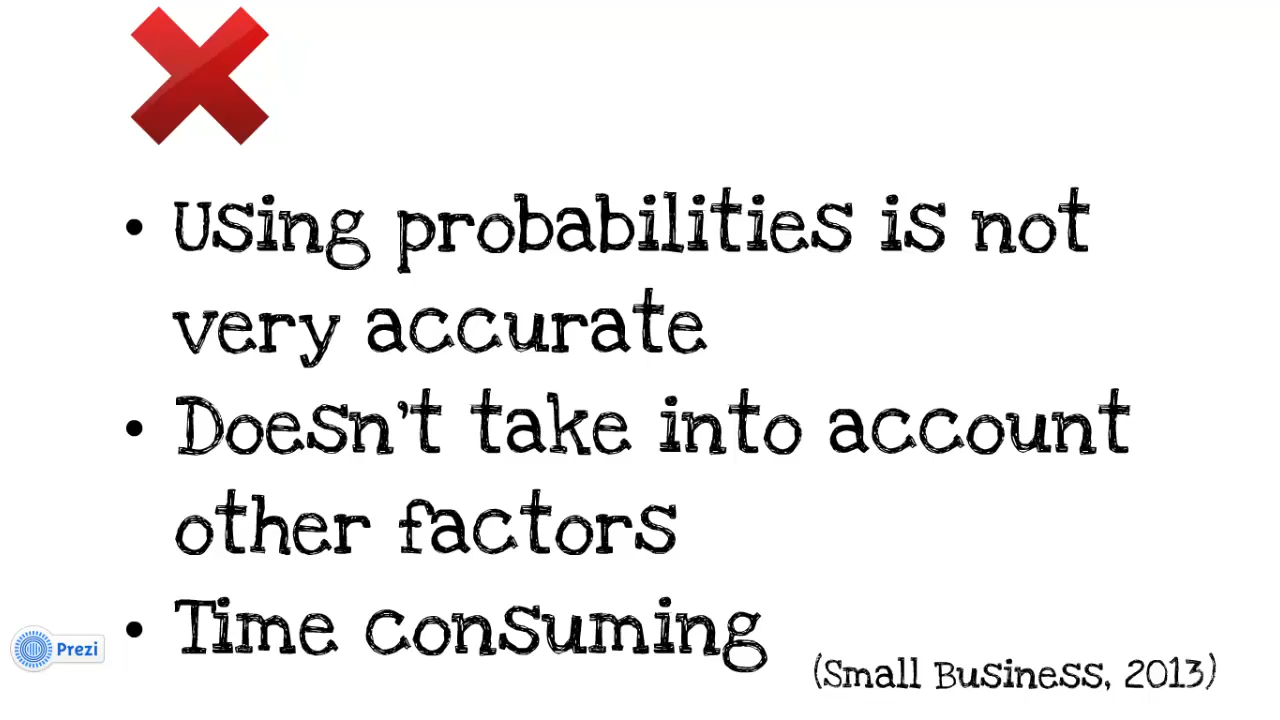 • Using probabilities is not
very accurate
• Doesn't take into account
other factors
• Time consuming
(Small Business, 2013)
Prezi